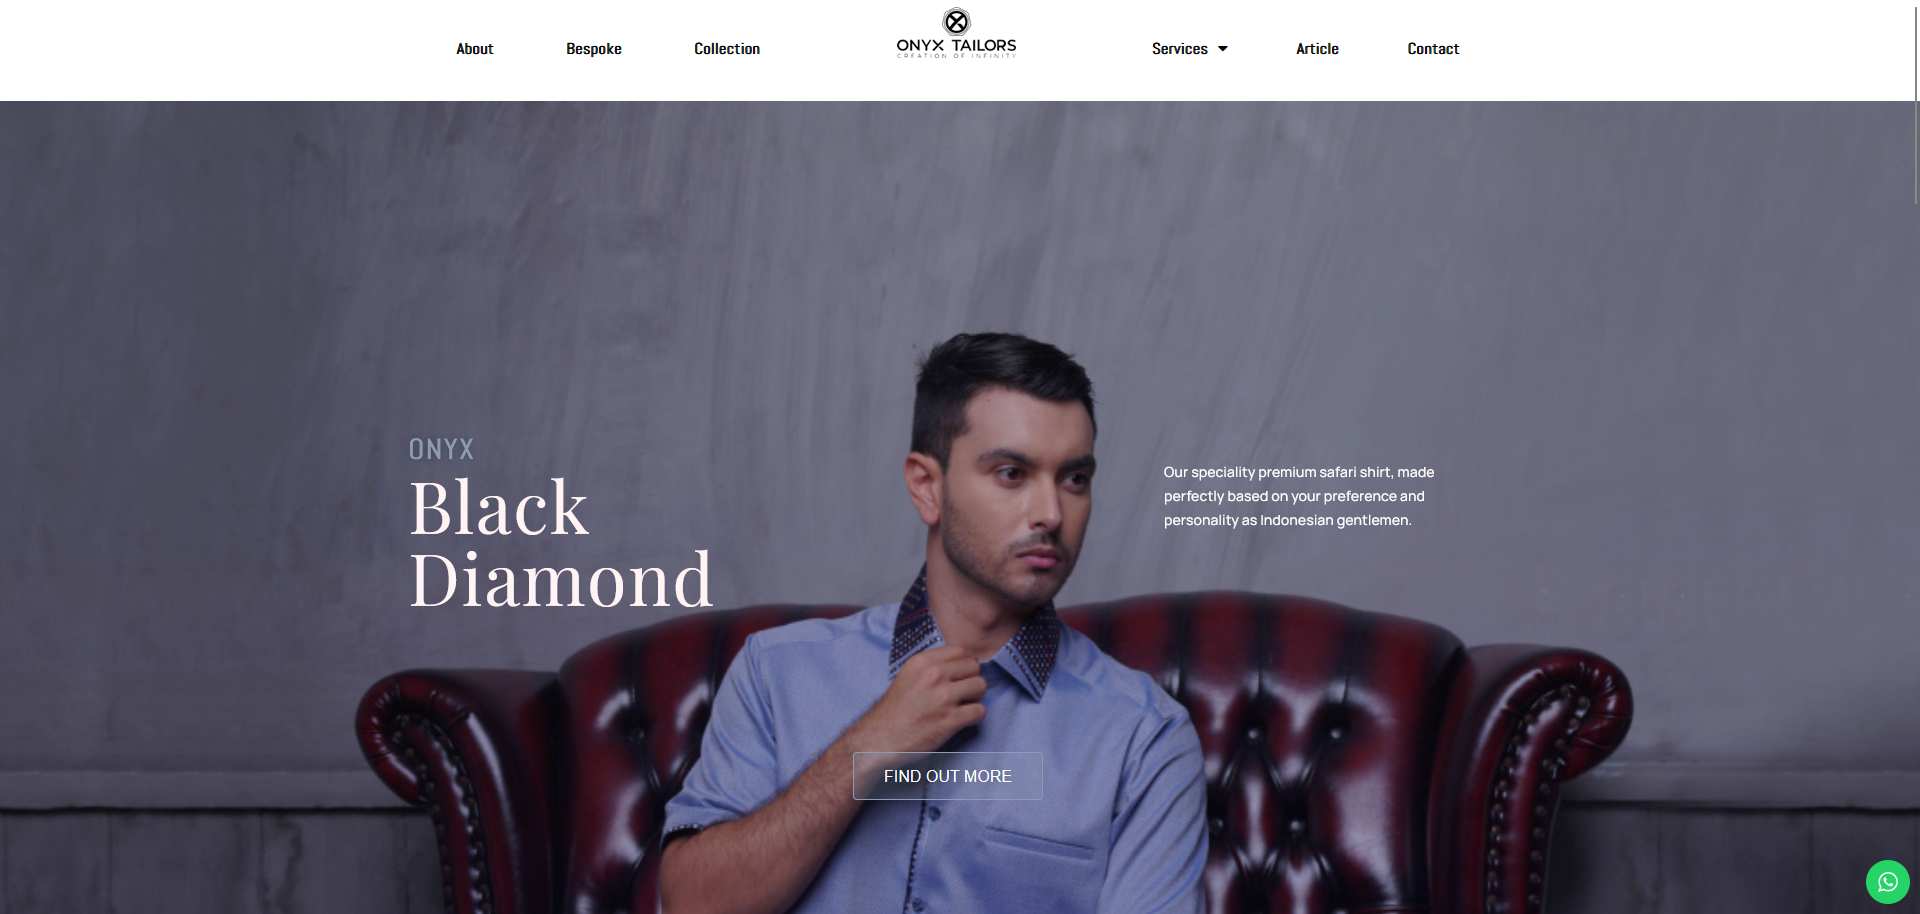 About
Bespoke
Collection
ONYX TAILORS
CREATION OF INFINITY
Services
Article
Contact
ONYX
Black
Diamond
Our speciality premium safari shirt, made
perfectly based on your preference and
personality as Indonesian gentlemen.
FIND OUT MORE